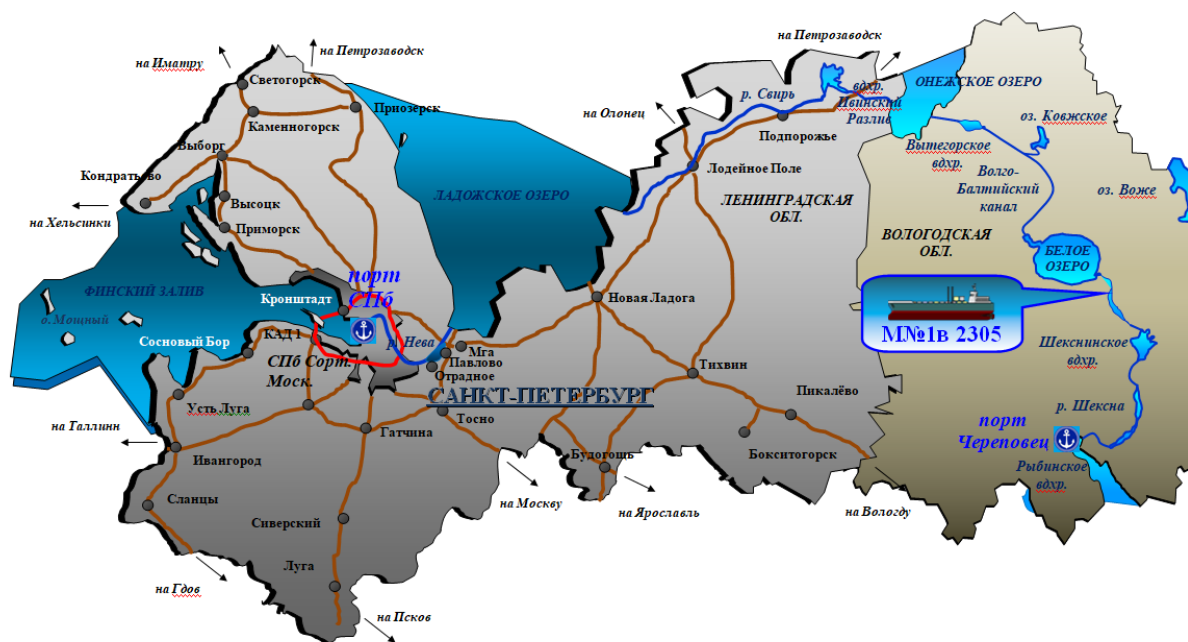 на Петрозаводск
на Иматру
Светогорск
Приозерск
Каменногорск
Выборг
Кондратьево
Высоцк
на Хельсинки
Приморск
ЛАДОЖСКОЕ ОЗЕРО
на Петрозаводск
р. Свирь
вдхр.
Ивинский
Разлив
на Олонец
Подпорожье
Лодейное Поле
ЛЕНИНГРАДСКАЯ
ОБЛ.
ОНЕЖСКОЕ ОЗЕРО
оз. Ковжское
Вытегорское
вдхр.
Волго-
Балтийский
канал
оз. Воже
ВОЛОГОДСКАЯ
ОБЛ.
БЕЛОЕ
ОЗЕРО
ФИНСКИЙ ЗАЛИВ
о.Мощный
порт
СПб
Кронштадт
КАД 1
р. Нева
Сосновый Бор
СПб Сорт.
Моск.
Мга
Павлово
Отрадное
САНКТ-ПЕТЕРБУРГ
Новая Ладога
М№1в 2305
Шекснинское
вдхр.
Тихвин
Пикалёво
р. Шексна
порт
Череповец
Рыбинское
вдхр.
Усть Луга
на Таллинн
Гатчина
Тосно
Ивангород
Будогощь
Бокситогорск
Сланцы
на Москву
на Ярославль
на Вологду
Сиверский
Луга
на Гдов
на Псков